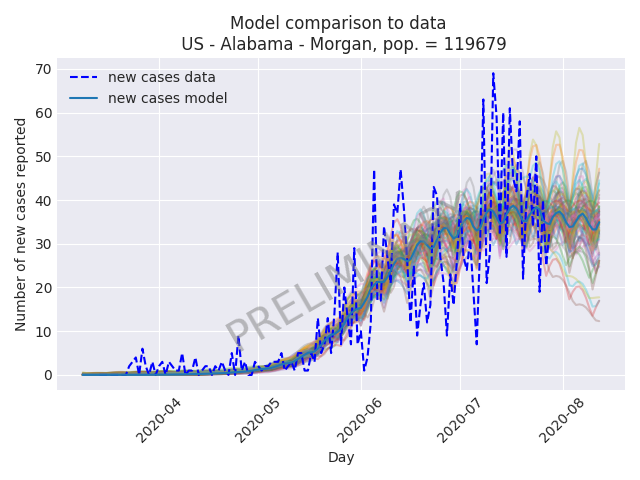 Model comparison to data
US - Alabama - Morgan, pop. = 119679
new cases data
new cases model
Number of new cases reported
70
60
50
40
30
20
10
0
2020-04
2020-05
2020-06
2020-07
2020-08
Day